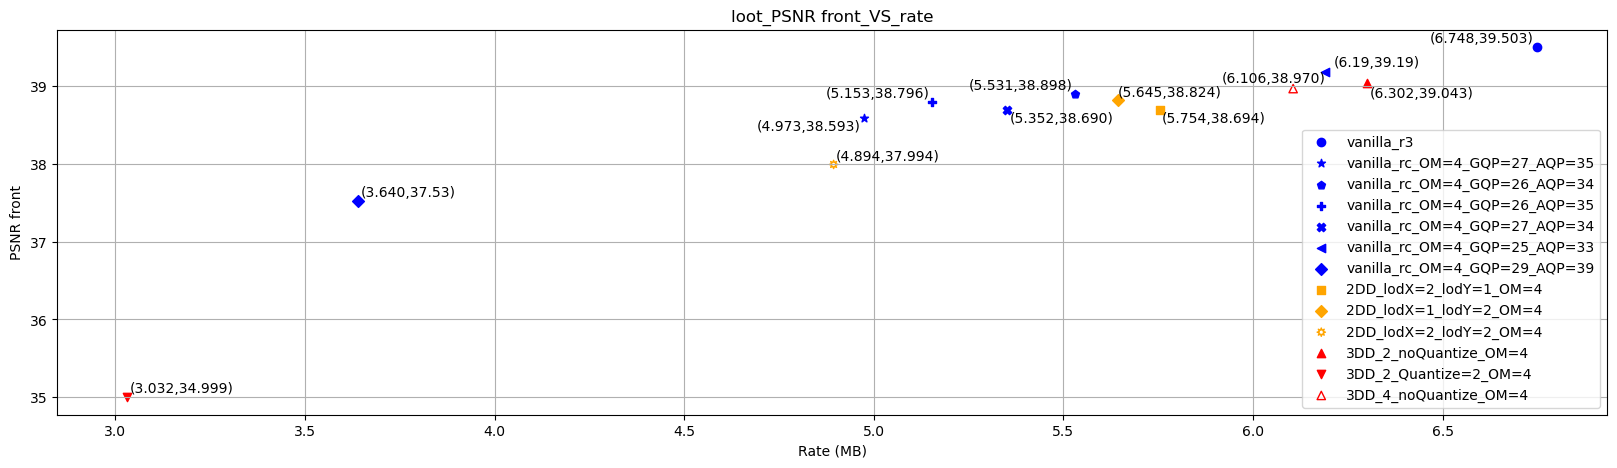 loot_PSNR front_VS_rate
(6.748,39.503)
(6.19,39.19)
(6.106,38.970)
(6.302,39.043)
(5.531,38.898)
(5.645,38.824)
(5.153,38.796)
(5.352,38.690)
(5.754,38.694)
(4.973,38.593)
(4.894,37.994)
(3.640,37.53)
(3.032,34.999)
39
38
37
36
35
PSNR front
3.0
3.5
4.0
4.5
5.0
5.5
6.0
6.5
Rate (MB)
vanilla_r3
vanilla_rc_OM=4_GQP=27_AQP=35
vanilla_rc_OM=4_GQP=26_AQP=34
vanilla_rc_OM=4_GQP=26_AQP=35
vanilla_rc_OM=4_GQP=27_AQP=34
vanilla_rc_OM=4_GQP=25_AQP=33
vanilla_rc_OM=4_GQP=29_AQP=39
2DD_lodX=2_lodY=1_OM=4
2DD_lodX=1_lodY=2_OM=4
2DD_lodX=2_lodY=2_OM=4
3DD_2_noQuantize_OM=4
3DD_2_Quantize=2_OM=4
3DD_4_noQuantize_OM=4